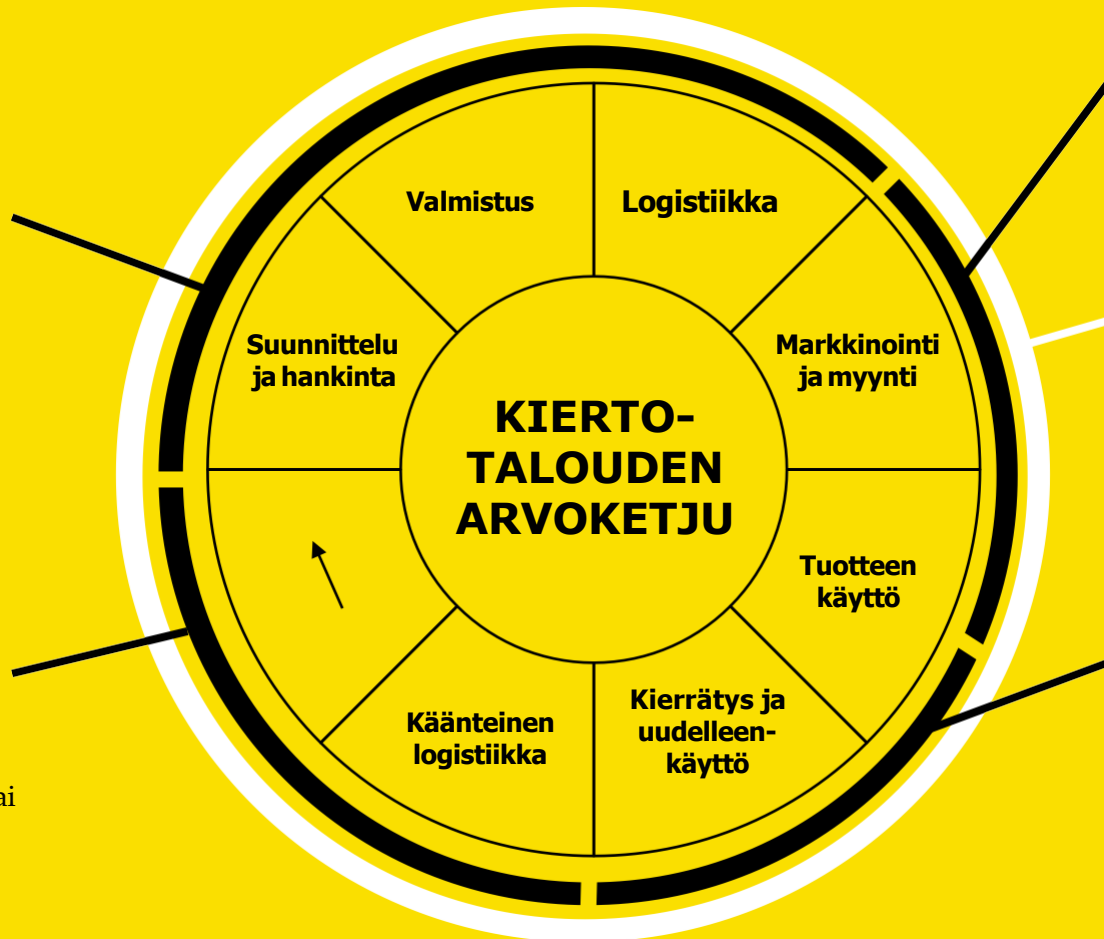 Valmistus
Logistiikka
Markkinointi
ja myynti
Tuotteen
käyttö
Kierrätys ja
uudelleen-
käyttö
Käänteinen
logistiikka
Suunnittelu
ja hankinta
KIERTO-
TALOUDEN
ARVOKETJU
ai